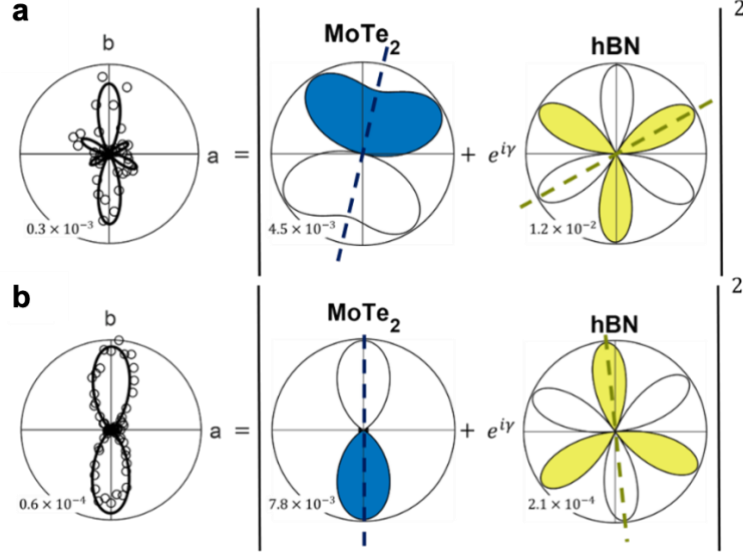 a
b
a
0.3 × 10⁻³
=
MoTe₂
4.5 × 10⁻³
+ e^{iγ}
hBN
1.2 × 10⁻²
2
b
b
a
0.6 × 10⁻⁴
=
MoTe₂
7.8 × 10⁻³
+ e^{iγ}
hBN
2.1 × 10⁻⁴
2